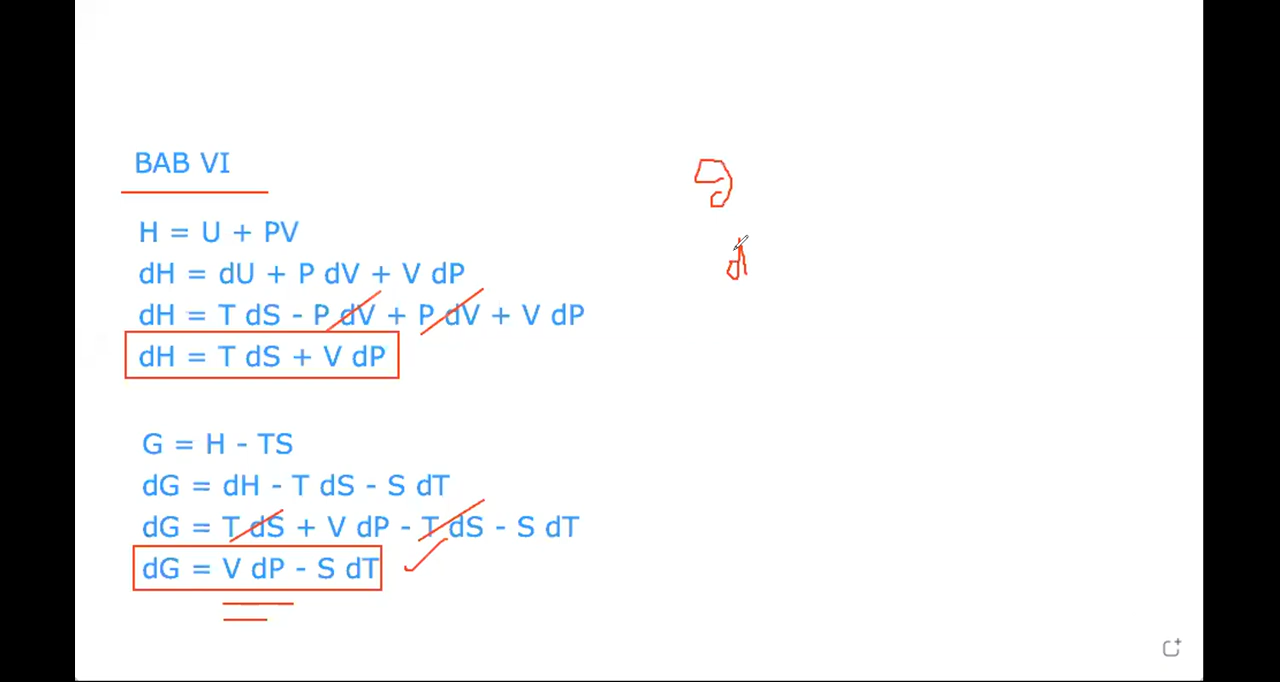 BAB VI
H = U + PV
dH = dU + P dV + V dP
dH = T dS - P dV + P dV + V dP
dH = T dS + V dP
G = H - TS
dG = dH - T dS - S dT
dG = T dS + V dP - T dS - S dT
dG = V dP - S dT
d